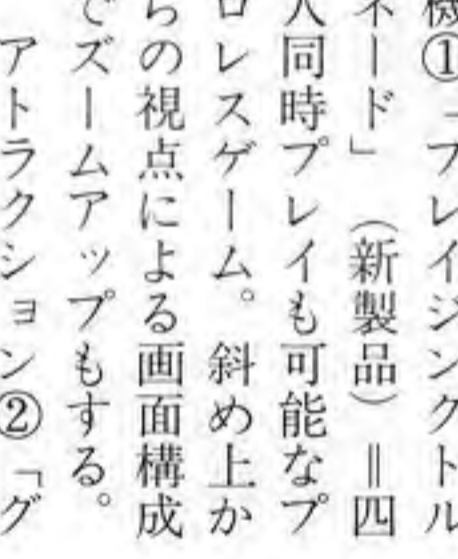 機①「ブレイジングトル
ネード」（新製品）＝四
人同時プレイも可能なプ
ロレスゲーム。斜め上か
らの視点による画面構成
でズームアップもする。
アトラクション②「グ